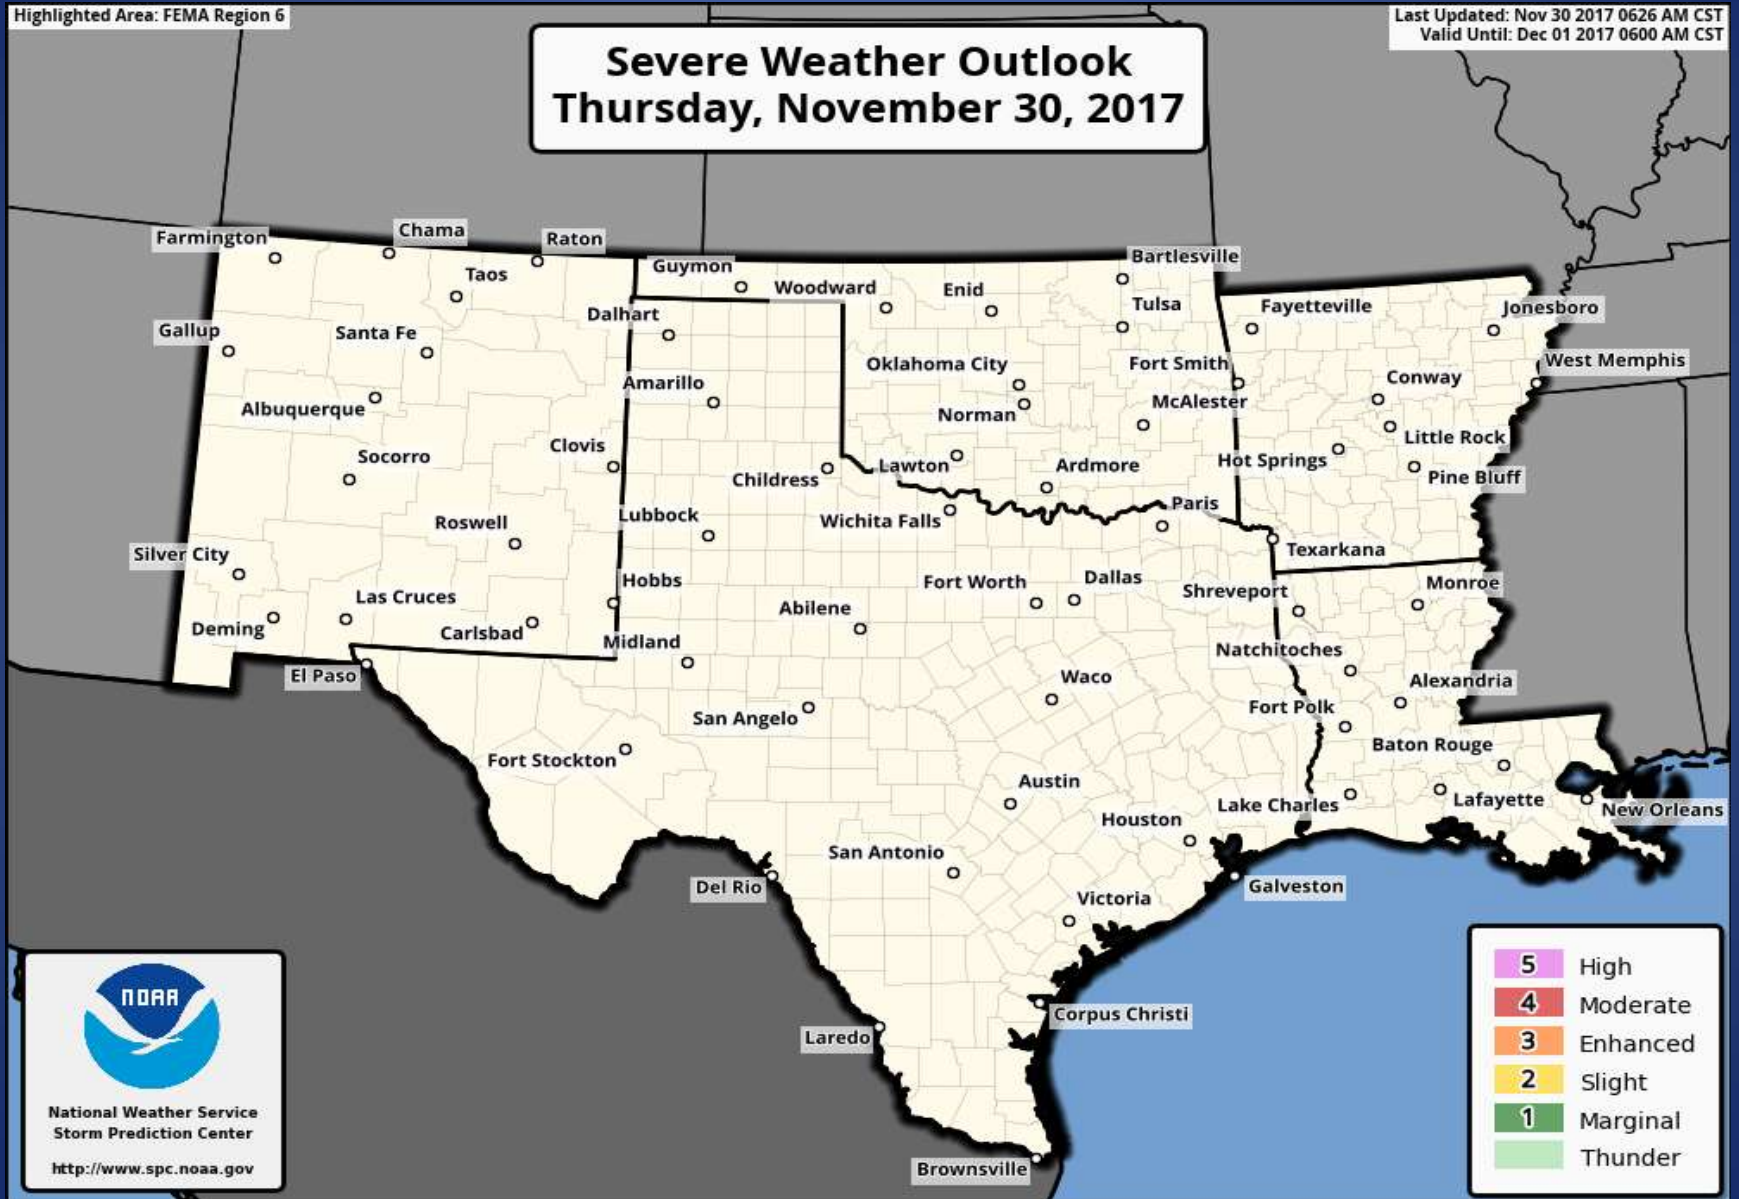 Highlighted Area: FEMA Region 6
Last Updated: Nov 30 2017 0626 AM CST
Valid Until: Dec 01 2017 0600 AM CST
Severe Weather Outlook
Thursday, November 30, 2017
Farmington
Chama
Raton
Taos
Guymon
Woodward
Enid
Bartlesville
Tulsa
Fayetteville
Jonesboro
Gallup
Santa Fe
Dalhart
Oklahoma City
Fort Smith
Conway
West Memphis
Albuquerque
Amarillo
Norman
McAlester
Little Rock
Socorro
Clovis
Childress
Lawton
Ardmore
Hot Springs
Pine Bluff
Roswell
Lubbock
Wichita Falls
Paris
Texarkana
Silver City
Las Cruces
Hobbs
Abilene
Fort Worth
Dallas
Shreveport
Monroe
Deming
Carlsbad
Midland
Natchitoches
El Paso
San Angelo
Waco
Fort Polk
Alexandria
Fort Stockton
Austin
Baton Rouge
Houston
Lake Charles
Lafayette
New Orleans
San Antonio
Del Rio
Victoria
Galveston
Laredo
Corpus Christi
Brownsville
NOAA
National Weather Service
Storm Prediction Center
http://www.spc.noaa.gov
5 High
4 Moderate
3 Enhanced
2 Slight
1 Marginal
Thunder